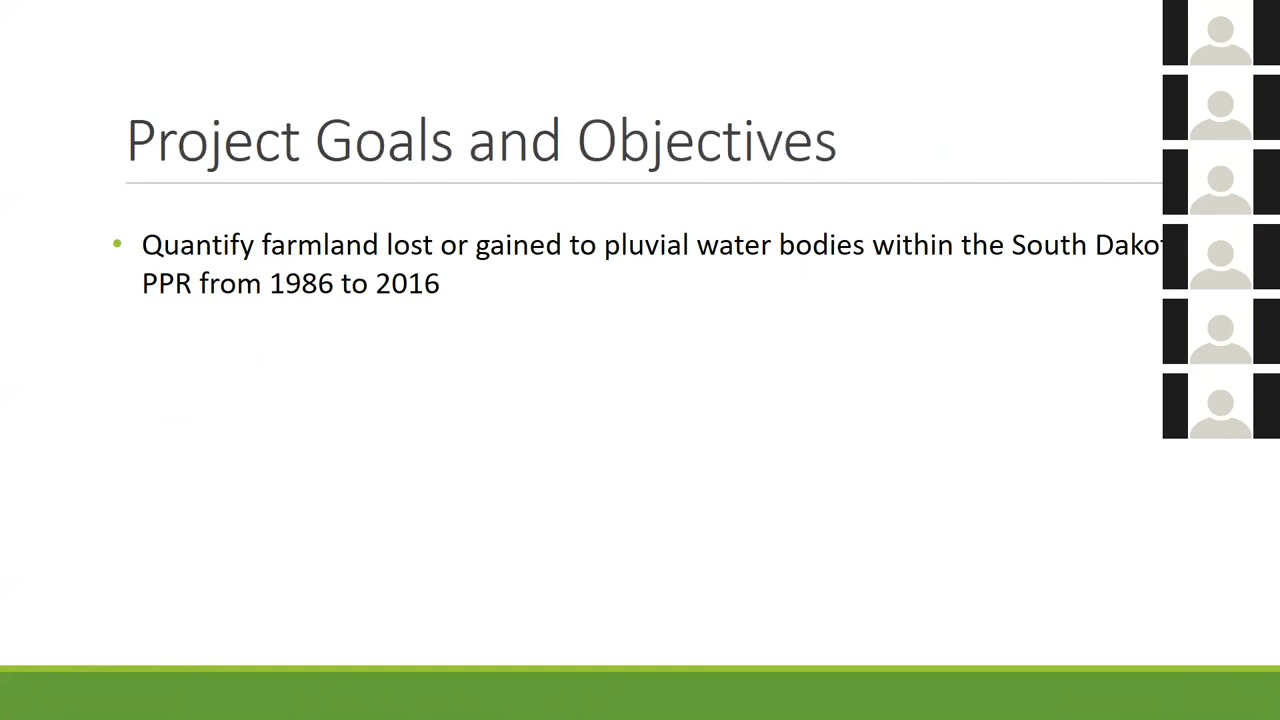 Project Goals and Objectives
• Quantify farmland lost or gained to pluvial water bodies within the South
PPR from 1986 to 2016